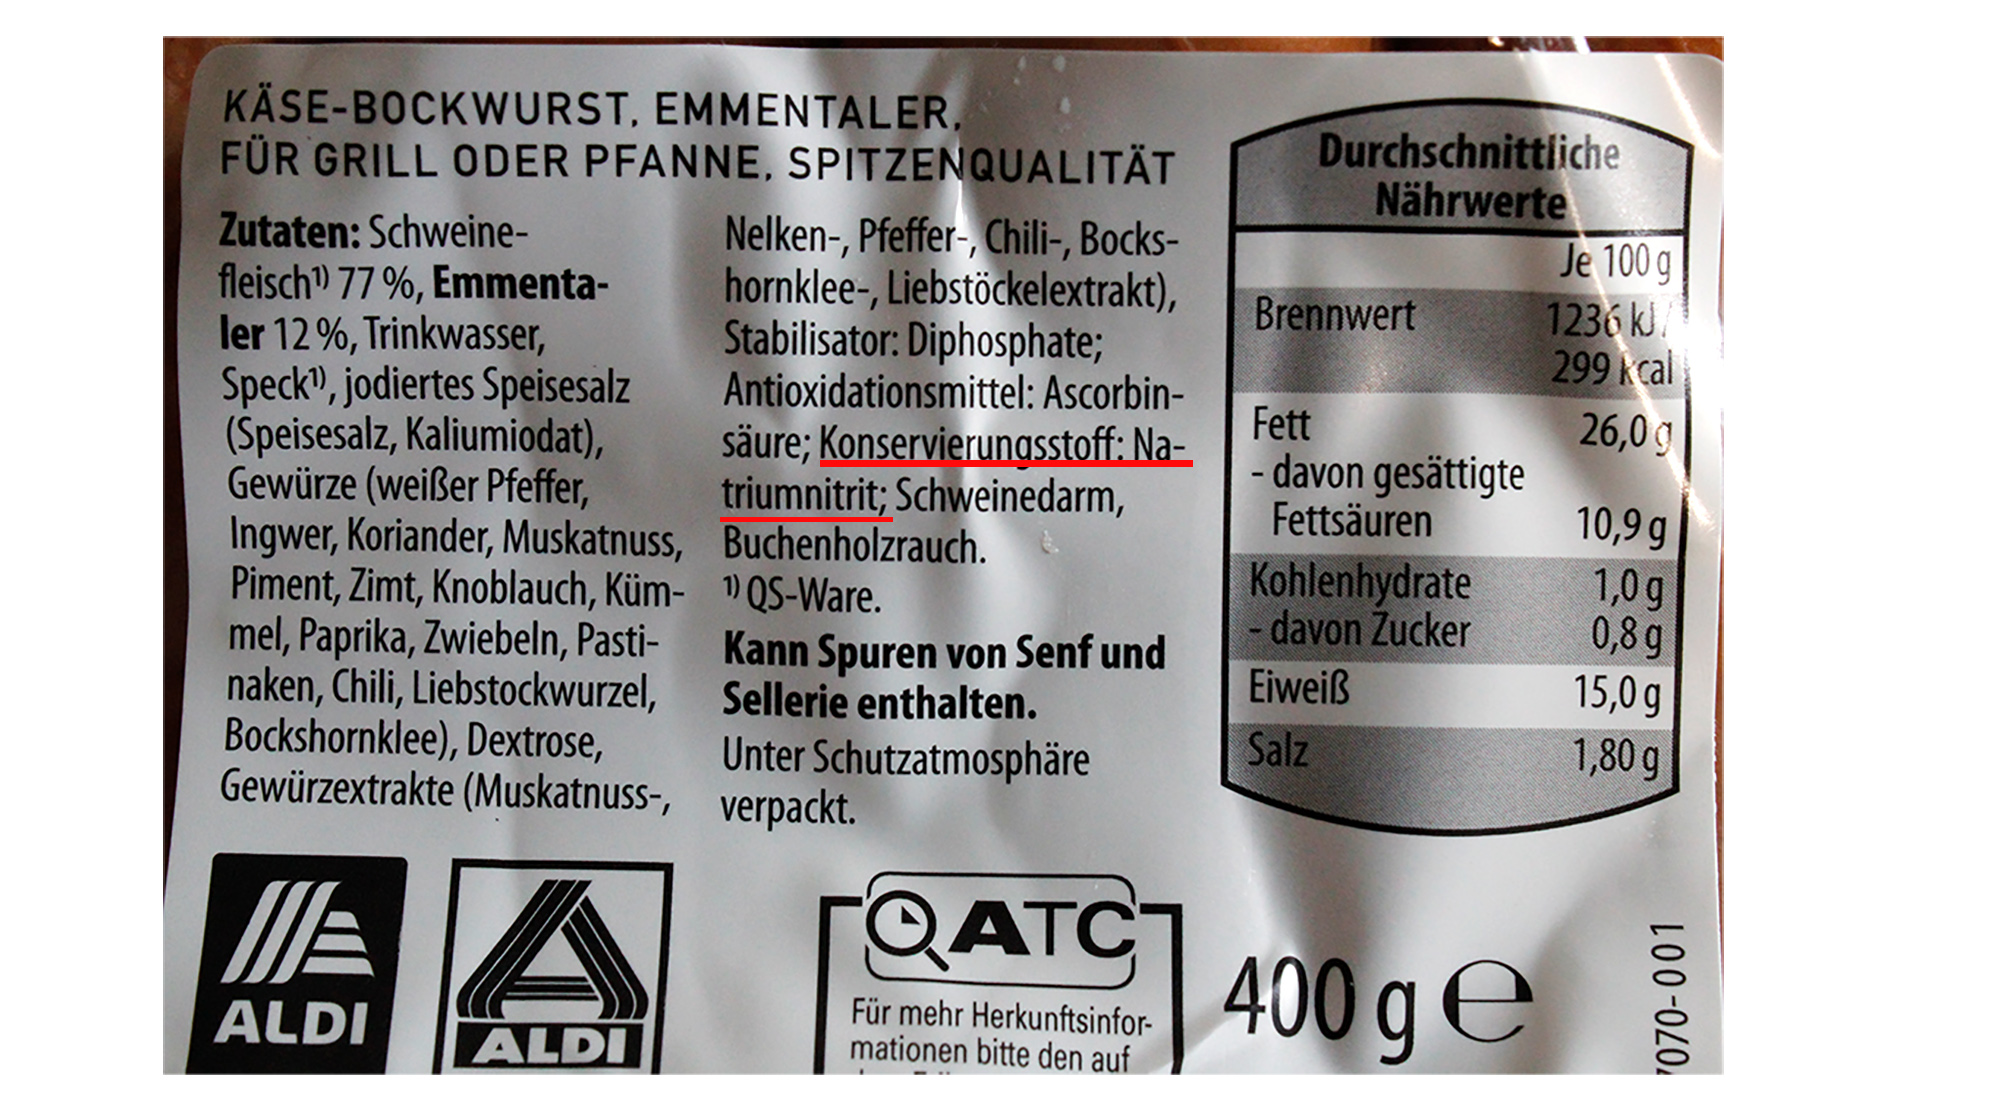 KÄSE-BOCKWURST, EMMENTALER,
FÜR GRILL ODER PFANNE, SPITZENQUALITÄT
Zutaten: Schweine-
fleisch¹⁾ 77 %, Emmenta-
ler 12 %, Trinkwasser,
Speck¹⁾, jodiertes Speisesalz
(Speisesalz, Kaliumiodat),
Gewürze (weißer Pfeffer,
Ingwer, Koriander, Muskatnuss,
Piment, Zimt, Knoblauch, Küm-
mel, Paprika, Zwiebeln, Pasti-
naken, Chili, Liebstockwurzel,
Bockshornklee), Dextrose,
Gewürzextrakte (Muskatnuss-,
Nelken-, Pfeffer-, Chili-, Bocks-
hornklee-, Liebstöckelextrakt),
Stabilisator: Diphosphate;
Antioxidationsmittel: Ascorbin-
säure; Konservierungsstoff: Na-
triumnitrit; Schweinedarm,
Buchenholzrauch.
¹⁾ QS-Ware.
Kann Spuren von Senf und
Sellerie enthalten.
Unter Schutzatmosphäre
verpackt.
Durchschnittliche
Nährwerte
Je 100 g
Brennwert 1236 kJ/
299 kcal
Fett 26,0 g
- davon gesättigte
Fettsäuren 10,9 g
Kohlenhydrate 1,0 g
- davon Zucker 0,8 g
Eiweiß 15,0 g
Salz 1,80 g
ALDI
ALDI
ATC
Für mehr Herkunftsinfor-
mationen bitte den auf
400 g e
7070-001